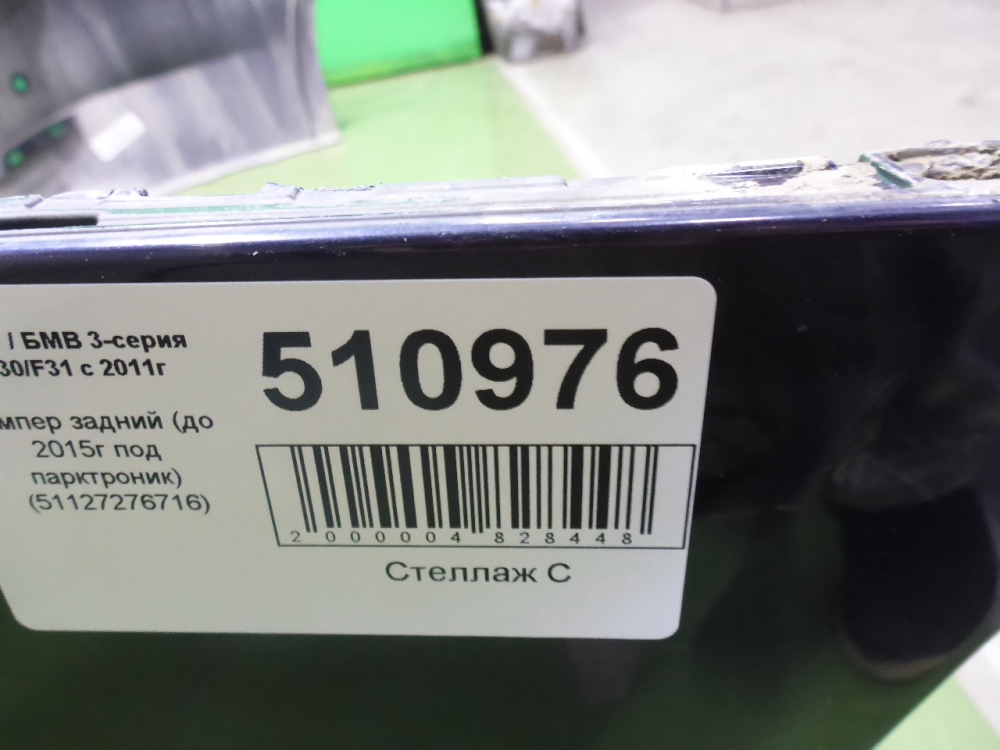 / БМВ 3-серия
30/F31 с 2011г
мпер задний (до
2015г под
парктроник)
(51127276716)
510976
2 000004 828448
Стеллаж С